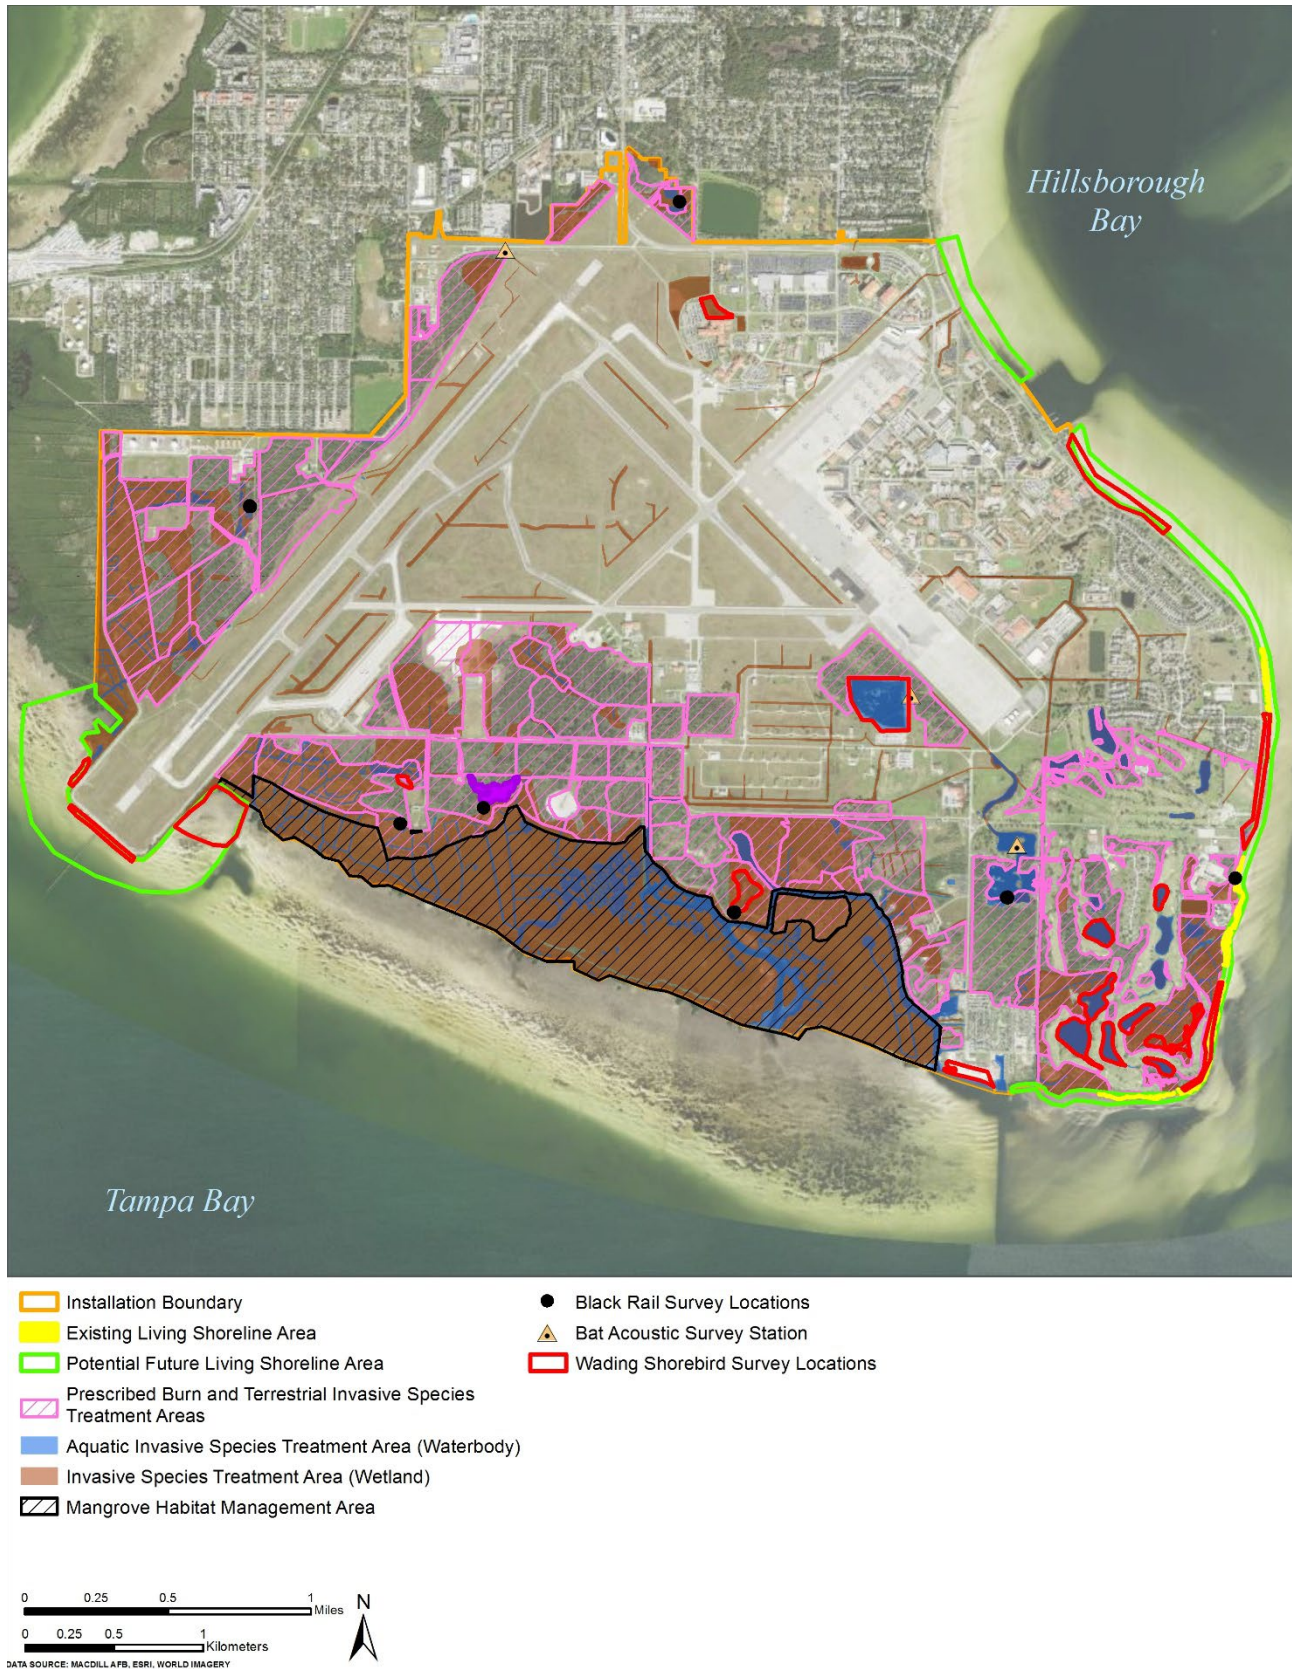 Hillsborough
Bay
Tampa Bay
Installation Boundary
Existing Living Shoreline Area
Potential Future Living Shoreline Area
Prescribed Burn and Terrestrial Invasive Species
Treatment Areas
Aquatic Invasive Species Treatment Area (Waterbody)
Invasive Species Treatment Area (Wetland)
Mangrove Habitat Management Area
Black Rail Survey Locations
Bat Acoustic Survey Station
Wading Shorebird Survey Locations
0 0.25 0.5 1
Miles
0 0.25 0.5 1
Kilometers
N
DATA SOURCE: MACDILL AFB, ESRI, WORLD IMAGERY